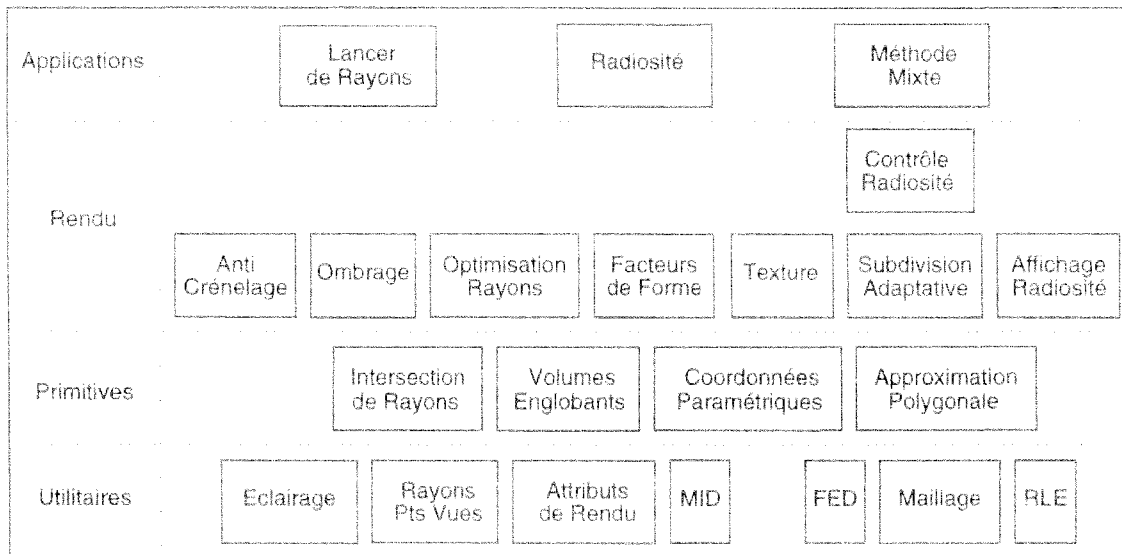 Applications
Lancer
de Rayons
Radiosité
Méthode
Mixte
Rendu
Contrôle
Radiosité
Anti
Crénelage
Ombrage
Optimisation
Rayons
Facteurs
de Forme
Texture
Subdivision
Adaptative
Affichage
Radiosité
Primitives
Intersection
de Rayons
Volumes
Englobants
Coordonnées
Paramétriques
Approximation
Polygonale
Utilitaires
Eclairage
Rayons
Pts Vues
Attributs
de Rendu
MID
FED
Maillage
RLE